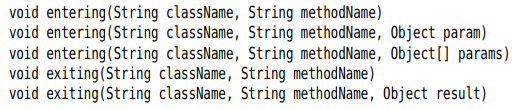 void entering(String className, String methodName)
void entering(String className, String methodName, Object param)
void entering(String className, String methodName, Object[] params)
void exiting(String className, String methodName)
void exiting(String className, String methodName, Object result)